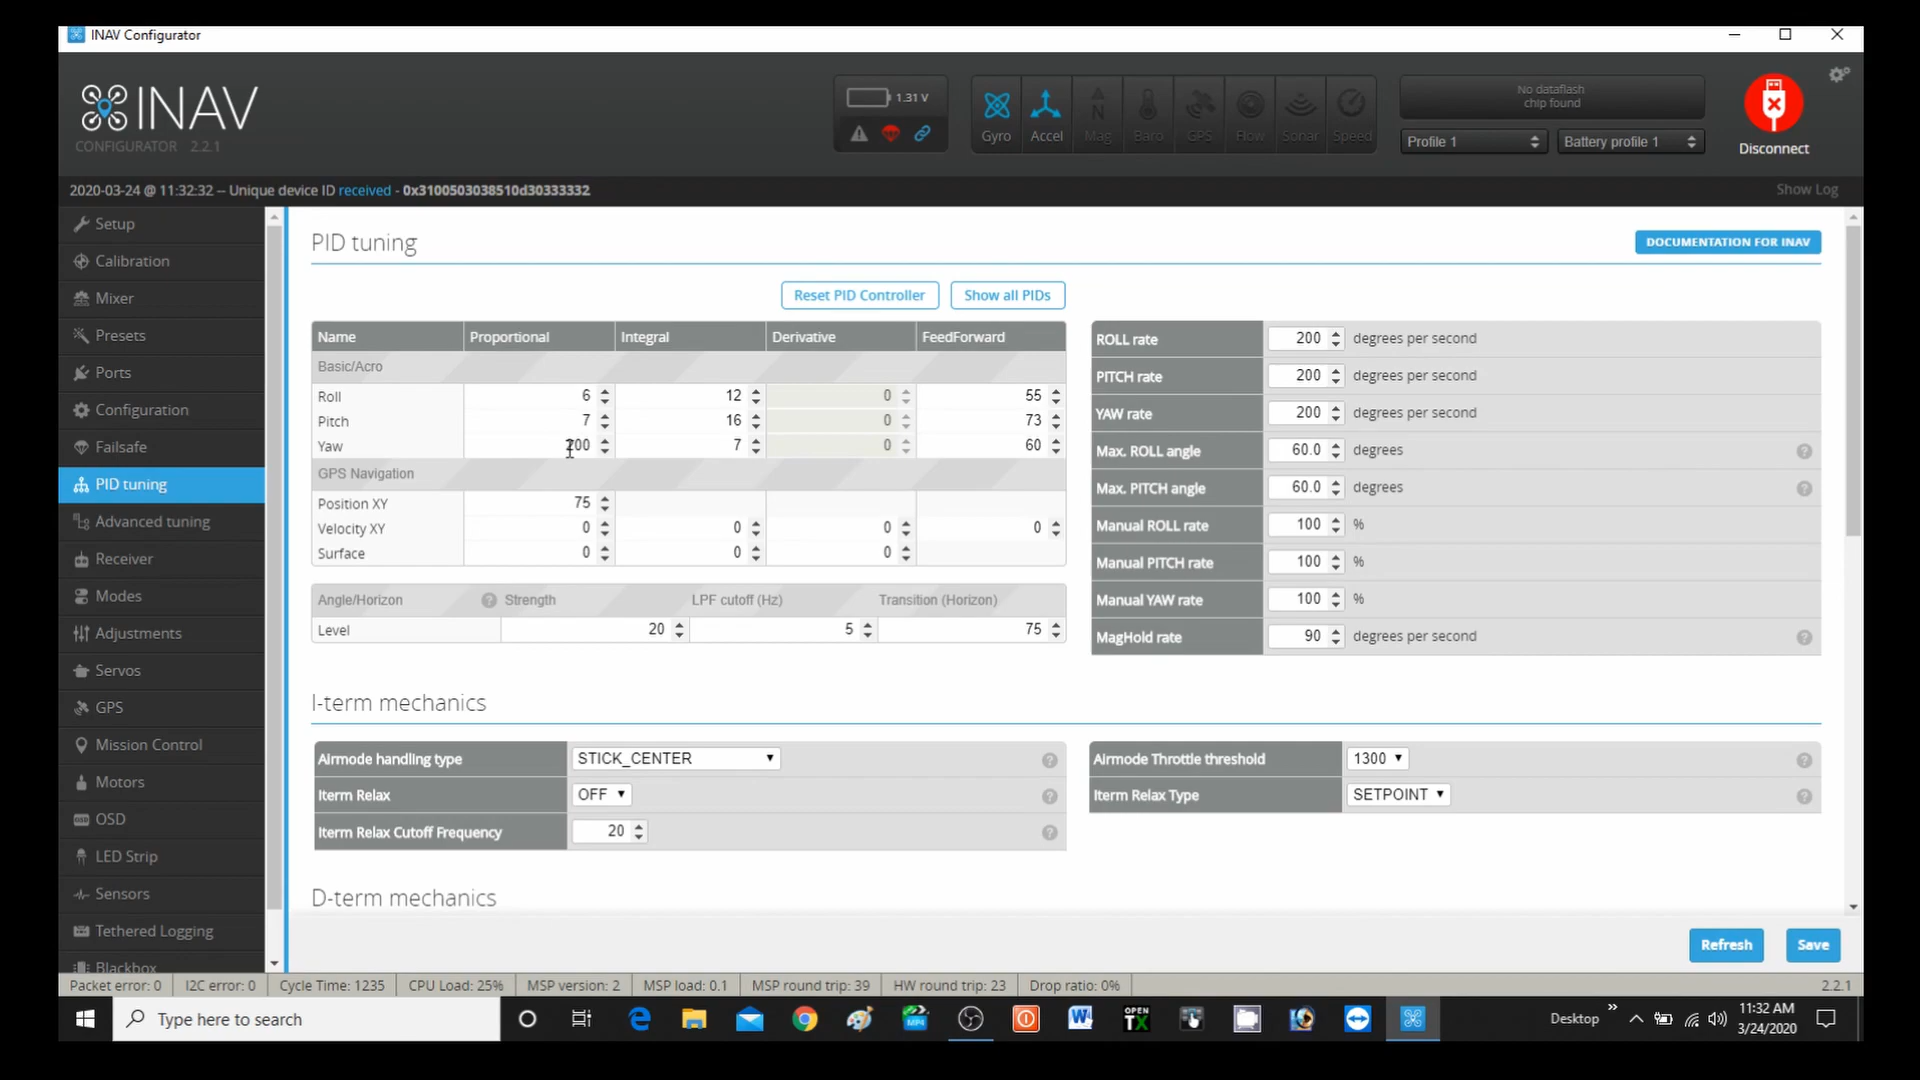 INAV Configurator
INAV
CONFIGURATOR 2.2.1
1.31 V
Gyro Accel Mag Baro GPS Flow Sonar Speed
No dataflash
chip found
Profile 1
Battery profile 1
Disconnect
2020-03-24 @ 11:32:32 -- Unique device ID received - 0x3100503038510d30333332
Show Log
Setup
Calibration
Mixer
Presets
Ports
Configuration
Failsafe
PID tuning
Advanced tuning
Receiver
Modes
Adjustments
Servos
GPS
Mission Control
Motors
OSD
LED Strip
Sensors
Tethered Logging
Blackbox
PID tuning
DOCUMENTATION FOR INAV
Reset PID Controller
Show all PIDs
Name Proportional Integral Derivative FeedForward
Basic/Acro
Roll 6 12 0 55
Pitch 7 16 0 73
Yaw 200 7 0 60
GPS Navigation
Position XY 75
Velocity XY 0 0 0 0
Surface 0 0 0
Angle/Horizon ? Strength LPF cutoff (Hz) Transition (Horizon)
Level 20 5 75
ROLL rate 200 degrees per second
PITCH rate 200 degrees per second
YAW rate 200 degrees per second
Max. ROLL angle 60.0 degrees ?
Max. PITCH angle 60.0 degrees ?
Manual ROLL rate 100 %
Manual PITCH rate 100 %
Manual YAW rate 100 %
MagHold rate 90 degrees per second ?
I-term mechanics
Airmode handling type STICK_CENTER ?
Iterm Relax OFF ?
Iterm Relax Cutoff Frequency 20 ?
Airmode Throttle threshold 1300 ?
Iterm Relax Type SETPOINT ?
D-term mechanics
Refresh
Save
Packet error: 0 I2C error: 0 Cycle Time: 1235 CPU Load: 25% MSP version: 2 MSP load: 0.1 MSP round trip: 39 HW round trip: 23 Drop ratio: 0% 2.2.1
Type here to search
MP4
OPEN
TX
Desktop
11:32 AM
3/24/2020